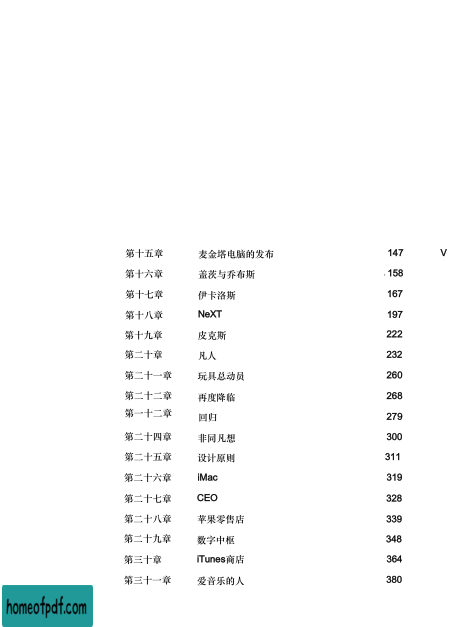 第十五章 麦金塔电脑的发布 147 V
第十六章 盖茨与乔布斯 158
第十七章 伊卡洛斯 167
第十八章 NeXT 197
第十九章 皮克斯 222
第二十章 凡人 232
第二十一章 玩具总动员 260
第二十二章 再度降临 268
第一十二章 回归 279
第二十四章 非同凡想 300
第二十五章 设计原则 311
第二十六章 iMac 319
第二十七章 CEO 328
第二十八章 苹果零售店 339
第二十九章 数字中枢 348
第三十章 iTunes商店 364
第三十一章 爱音乐的人 380
homeofpdf.com